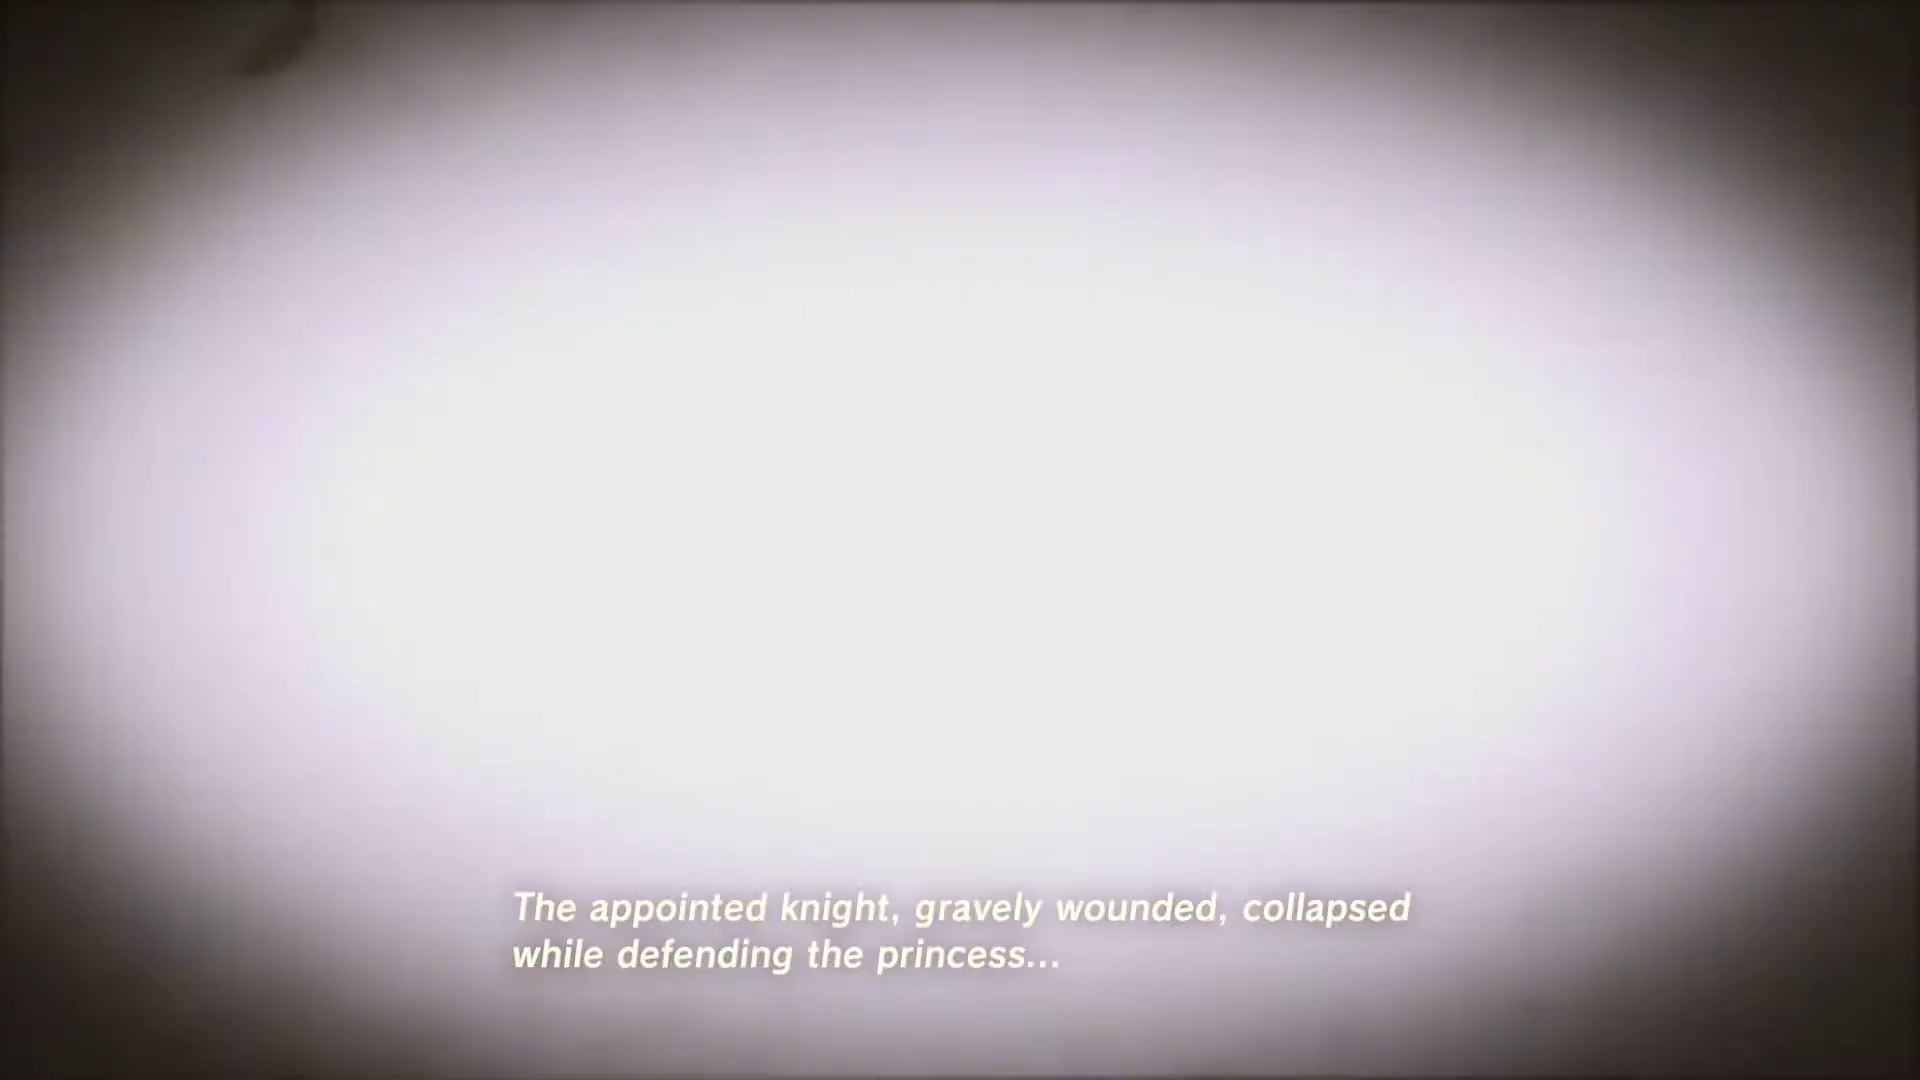 The appointed knight, gravely wounded, collapsed
while defending the princess...